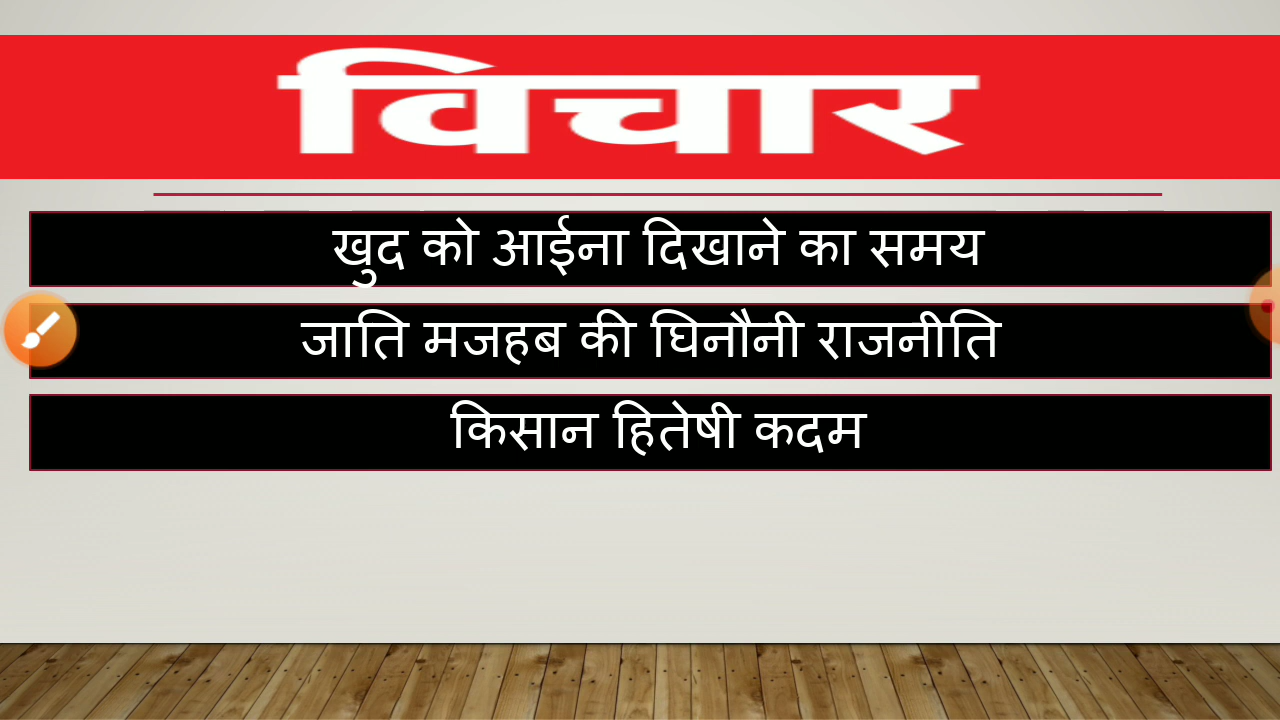 विचार
खुद को आईना दिखाने का समय
जाति मजहब की घिनौनी राजनीति
किसान हितेषी कदम